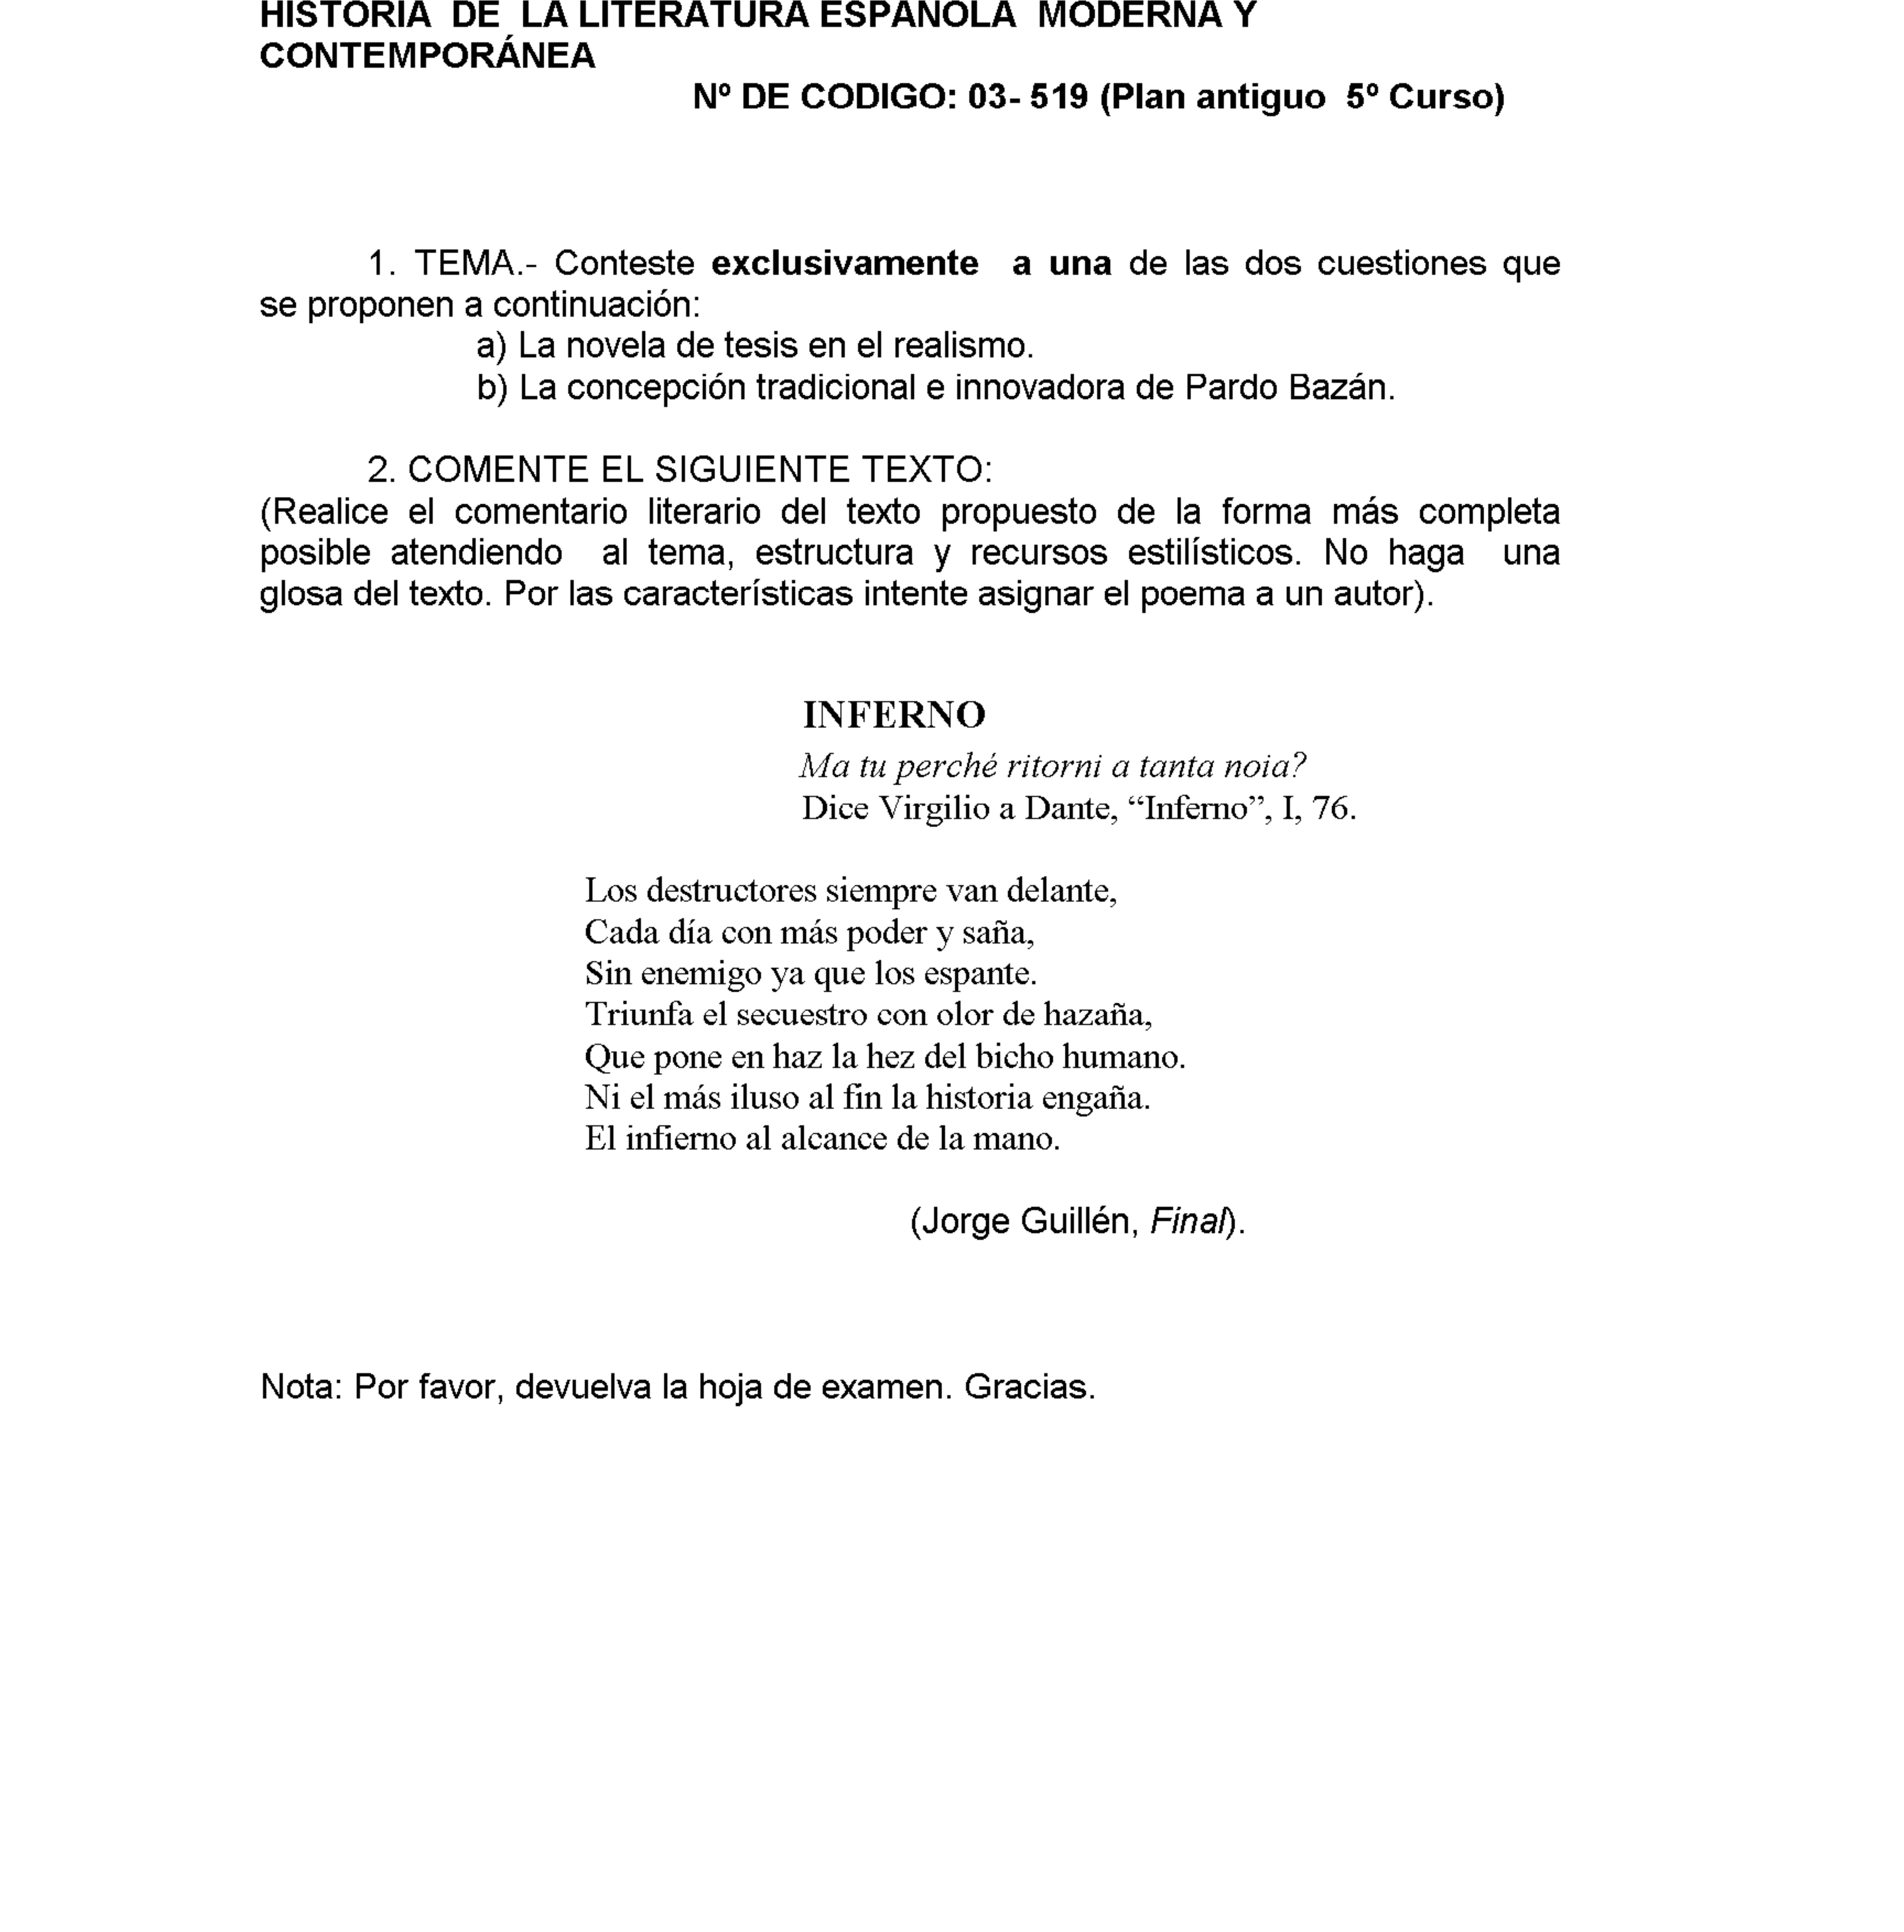 HISTORIA DE LA LITERATURA ESPAÑOLA MODERNA Y
CONTEMPORÁNEA
Nº DE CODIGO: 03- 519 (Plan antiguo 5º Curso)
1. TEMA.- Conteste exclusivamente a una de las dos cuestiones que
se proponen a continuación:
a) La novela de tesis en el realismo.
b) La concepción tradicional e innovadora de Pardo Bazán.
2. COMENTE EL SIGUIENTE TEXTO:
(Realice el comentario literario del texto propuesto de la forma más completa
posible atendiendo al tema, estructura y recursos estilísticos. No haga una
glosa del texto. Por las características intente asignar el poema a un autor).
INFERNO
Ma tu perché ritorni a tanta noia?
Dice Virgilio a Dante, “Inferno”, I, 76.
Los destructores siempre van delante,
Cada día con más poder y saña,
Sin enemigo ya que los espante.
Triunfa el secuestro con olor de hazaña,
Que pone en haz la hez del bicho humano.
Ni el más iluso al fin la historia engaña.
El infierno al alcance de la mano.
(Jorge Guillén, Final).
Nota: Por favor, devuelva la hoja de examen. Gracias.